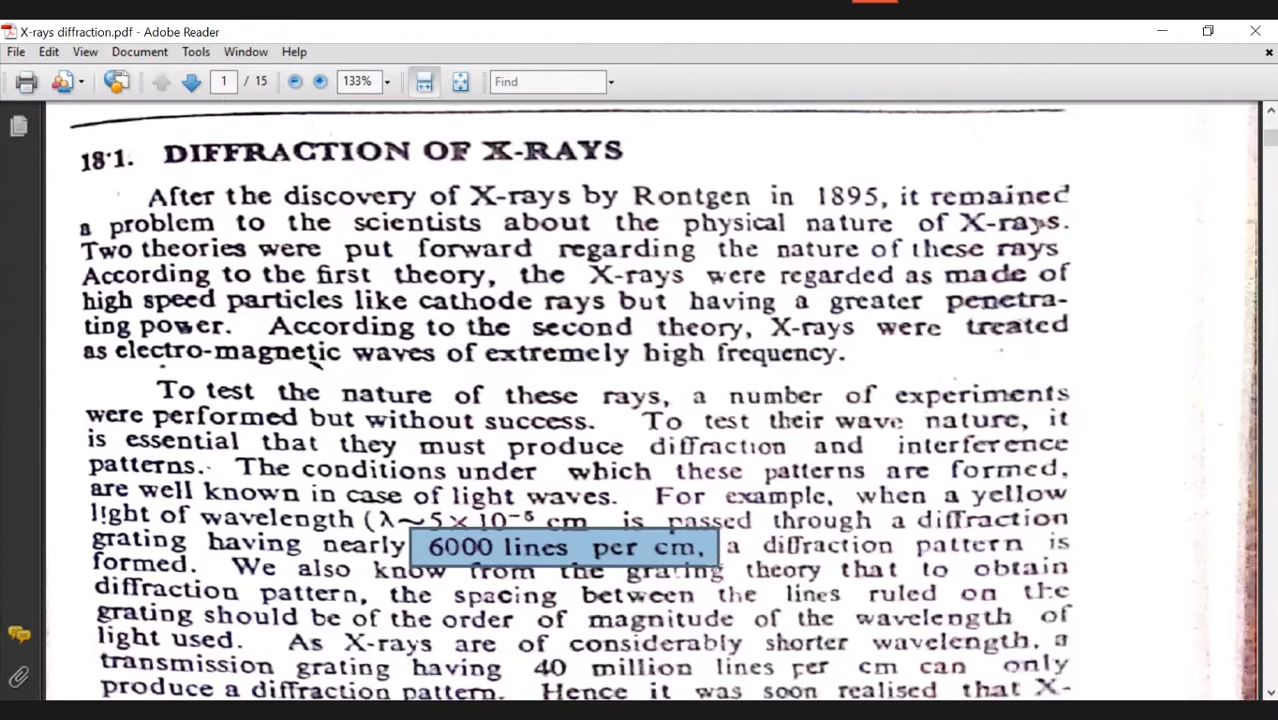 X-rays diffraction.pdf - Adobe Reader
File Edit View Document Tools Window Help
1 / 15 133% Find
18·1. DIFFRACTION OF X-RAYS
After the discovery of X-rays by Rontgen in 1895, it remained
a problem to the scientists about the physical nature of X-rays.
Two theories were put forward regarding the nature of these rays
According to the first theory, the X-rays were regarded as made of
high speed particles like cathode rays but having a greater penetra-
ting power. According to the second theory, X-rays were treated
as electro-magnetic waves of extremely high frequency.
To test the nature of these rays, a number of experiments
were performed but without success. To test their wave nature, it
is essential that they must produce diffraction and interference
patterns. The conditions under which these patterns are formed,
are well known in case of light waves. For example, when a yellow
light of wavelength (λ~5×10⁻⁵ cm is passed through a diffraction
grating having nearly 6000 lines per cm, a diffraction pattern is
formed. We also know from the grating theory that to obtain
diffraction pattern, the spacing between the lines ruled on the
grating should be of the order of magnitude of the wavelength of
light used. As X-rays are of considerably shorter wavelength, a
transmission grating having 40 million lines per cm can only
produce a diffraction pattern. Hence it was soon realised that X-